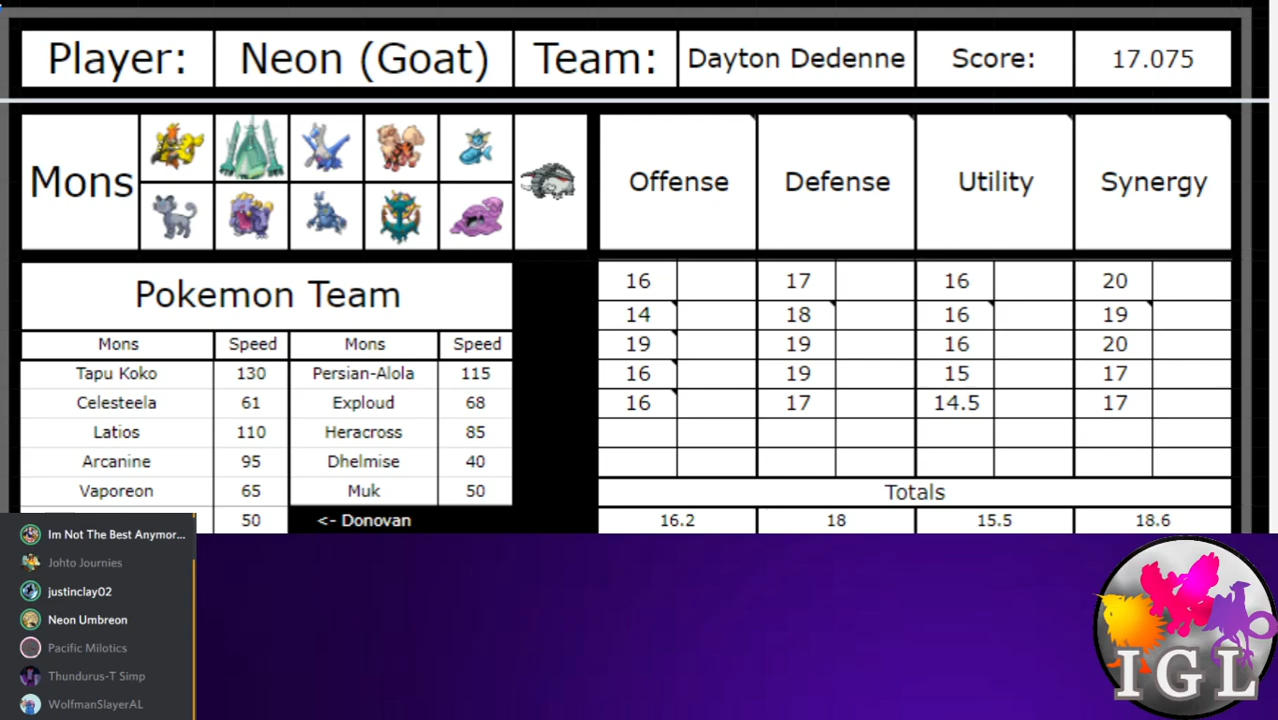 Player: Neon (Goat) Team: Dayton Dedenne Score: 17.075
Mons Offense Defense Utility Synergy
Pokemon Team
Mons Speed Mons Speed
Tapu Koko 130 Persian-Alola 115
Celesteela 61 Exploud 68
Latios 110 Heracross 85
Arcanine 95 Dhelmise 40
Vaporeon 65 Muk 50
50 <- Donovan
16 17 16 20
14 18 16 19
19 19 16 20
16 19 15 17
16 17 14.5 17
Totals
16.2 18 15.5 18.6
Im Not The Best Anymor...
Johto Journies
justinclay02
Neon Umbreon
Pacific Milotics
Thundurus-T Simp
WolfmanSlayerAL
IGL